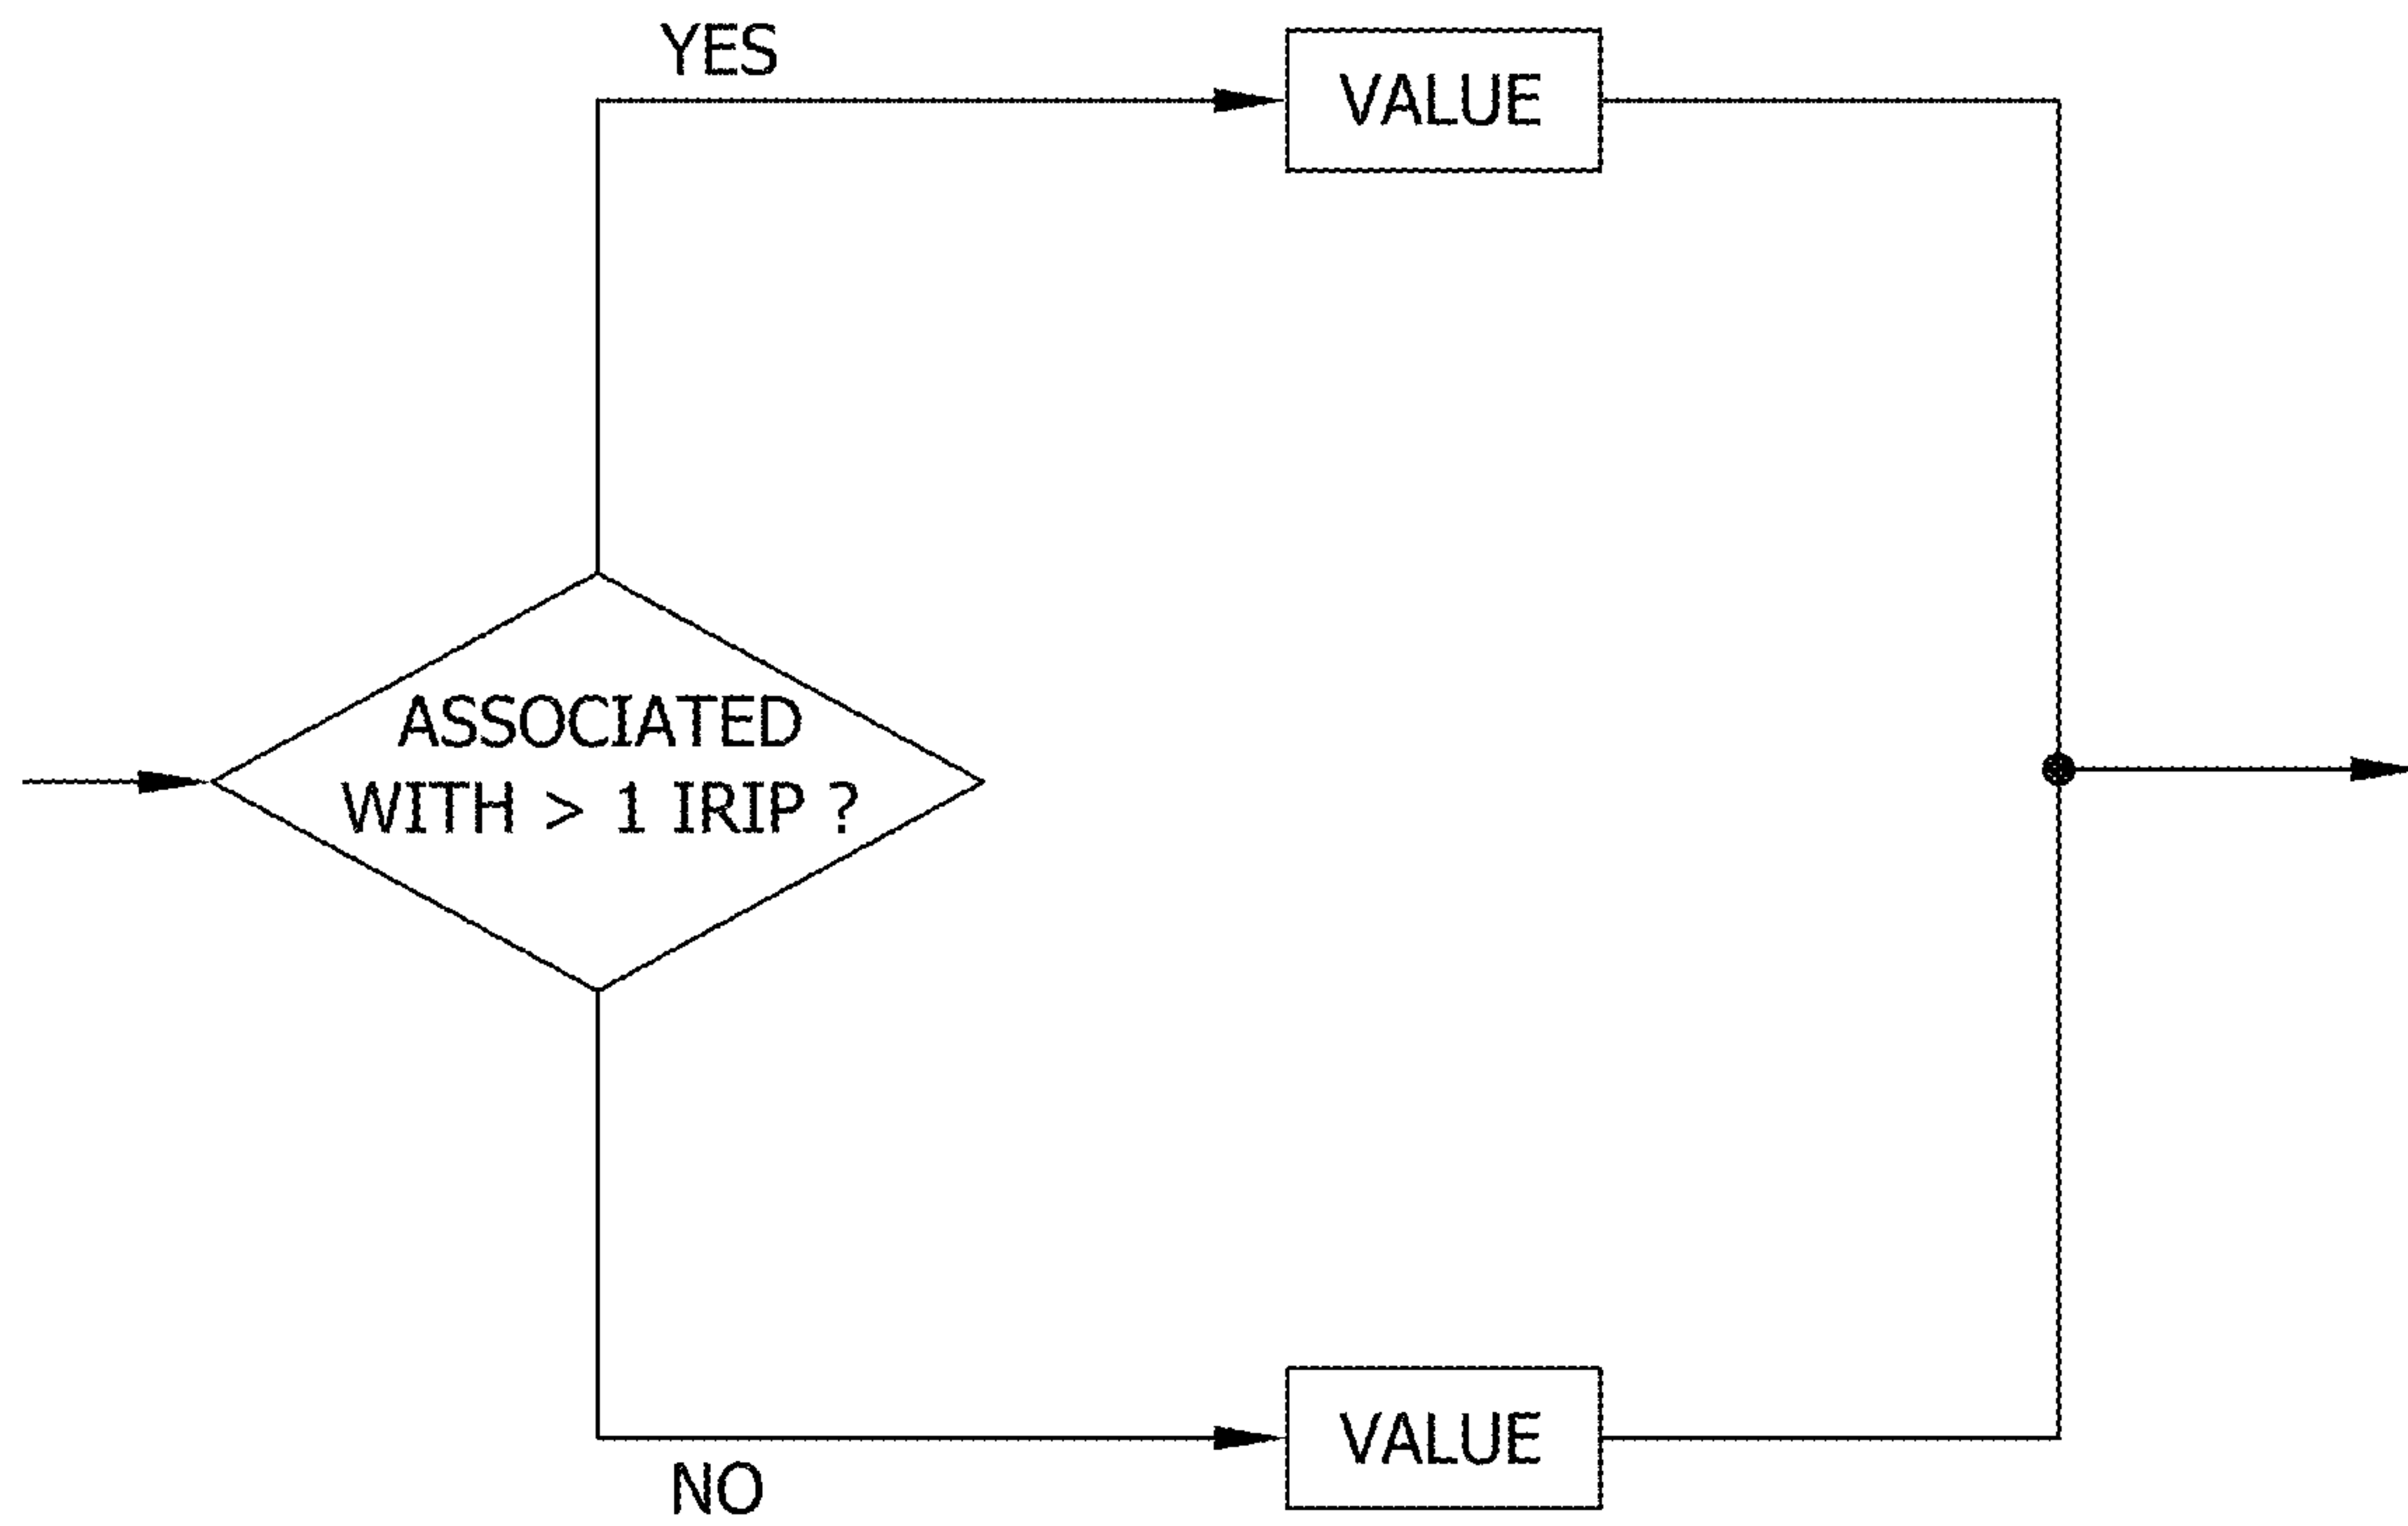 YES
VALUE
ASSOCIATED
WITH > 1 IRIP ?
VALUE
NO